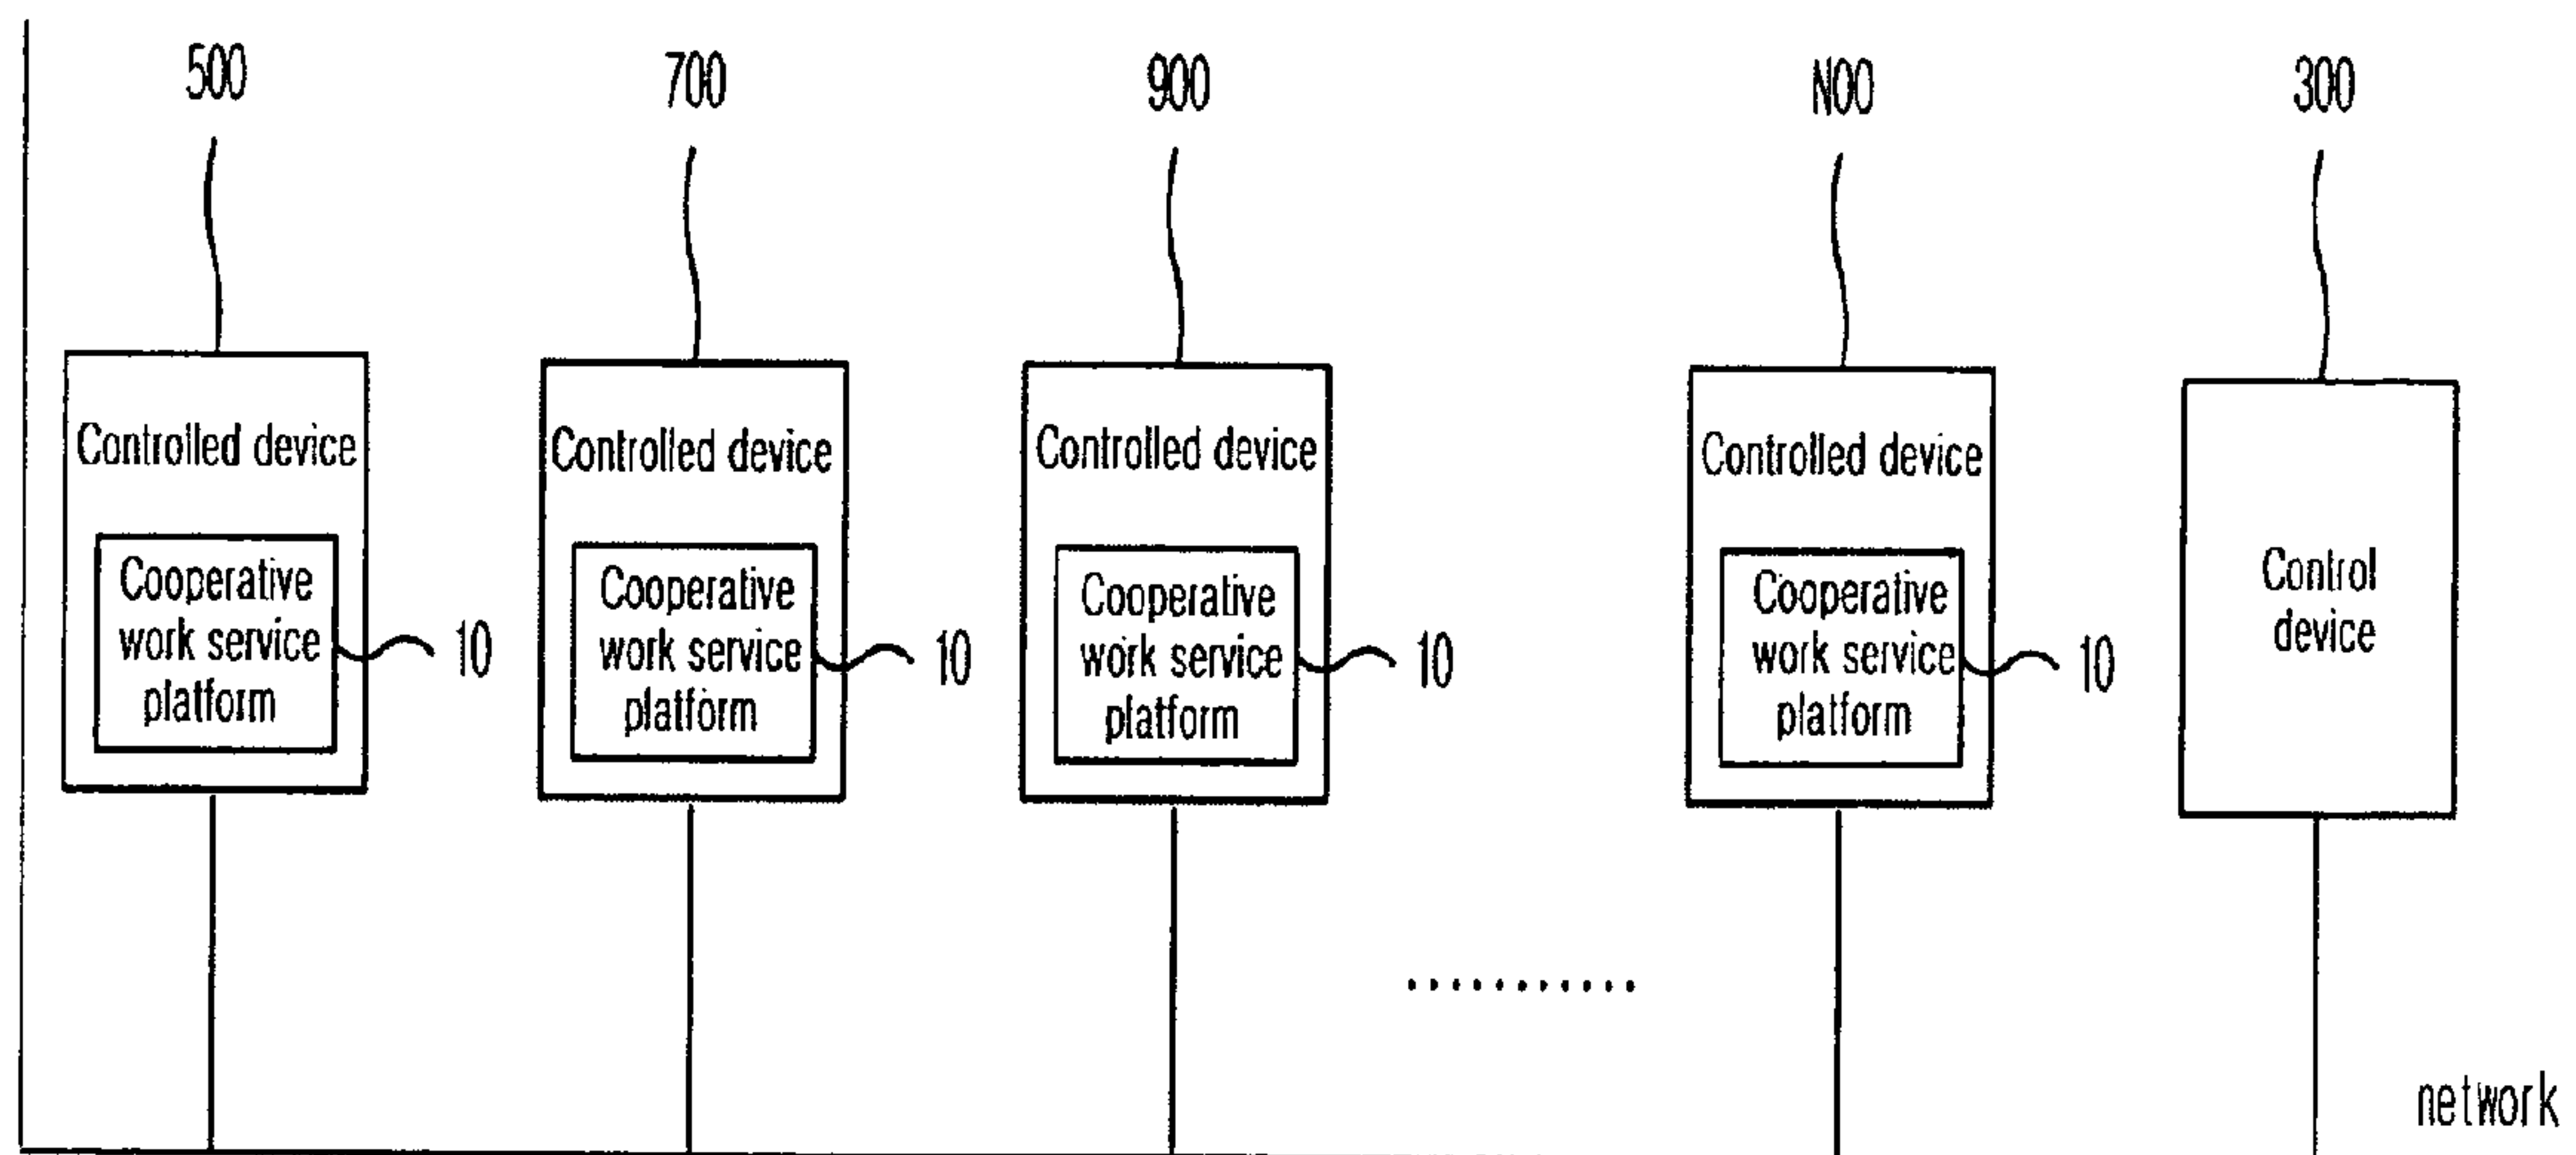 500
700
900
N00
300
Controlled device
Controlled device
Controlled device
Controlled device
Control
device
Cooperative
work service
platform
10
Cooperative
work service
platform
10
Cooperative
work service
platform
10
Cooperative
work service
platform
10
...........
network